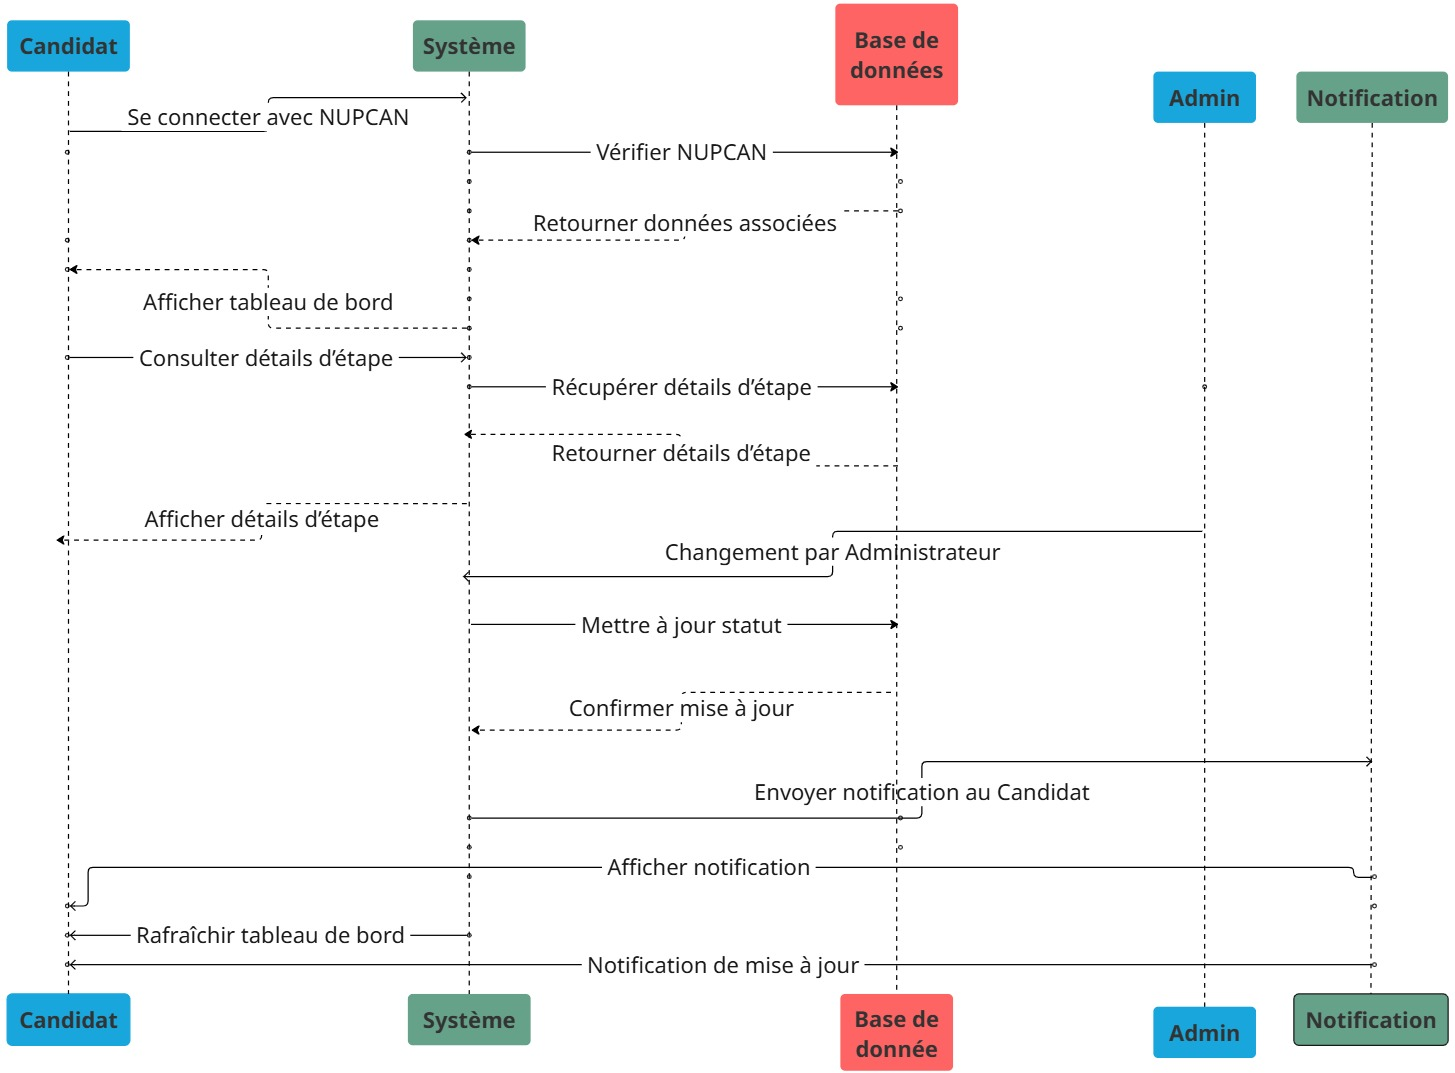 Candidat
Système
Base de
données
Admin
Notification
Se connecter avec NUPCAN
Vérifier NUPCAN
Retourner données associées
Afficher tableau de bord
Consulter détails d’étape
Récupérer détails d’étape
Retourner détails d’étape
Afficher détails d’étape
Changement par Administrateur
Mettre à jour statut
Confirmer mise à jour
Envoyer notification au Candidat
Afficher notification
Rafraîchir tableau de bord
Notification de mise à jour
Candidat
Système
Base de
donnée
Admin
Notification